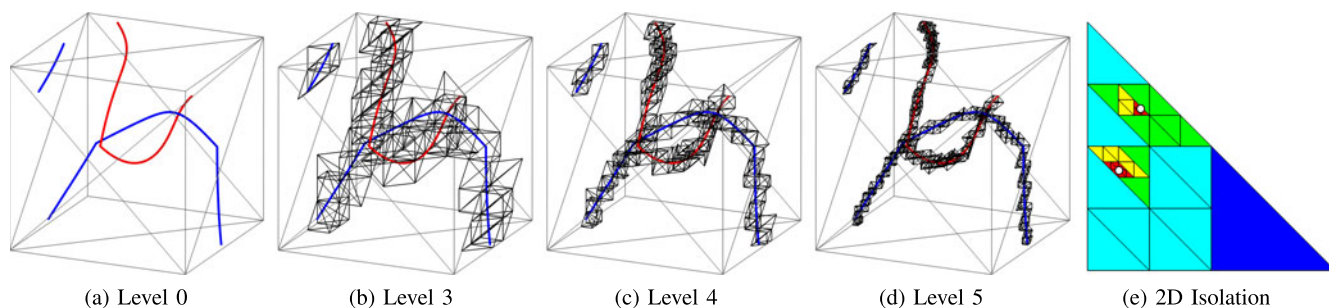 (a) Level 0
(b) Level 3
(c) Level 4
(d) Level 5
(e) 2D Isolation